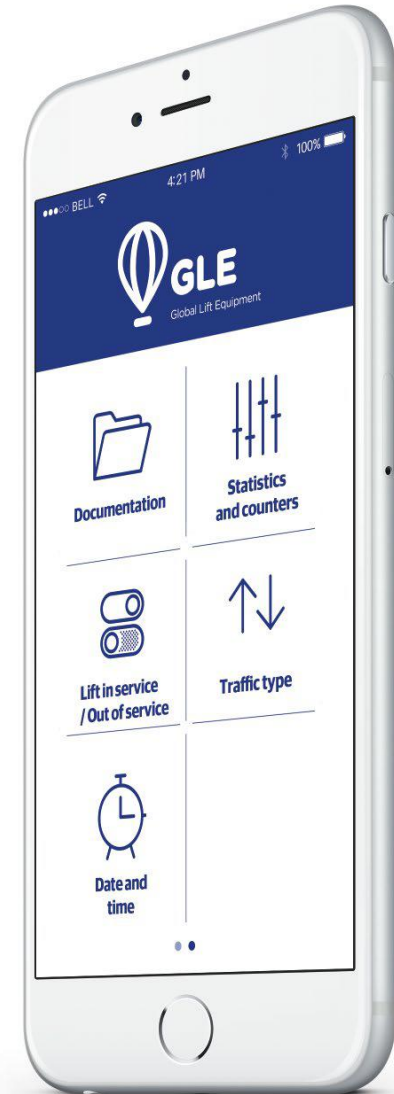 BELL
4:21 PM
100%
GLE
Global Lift Equipment
Documentation
Statistics
and counters
Lift in service
/ Out of service
Traffic type
Date and
time